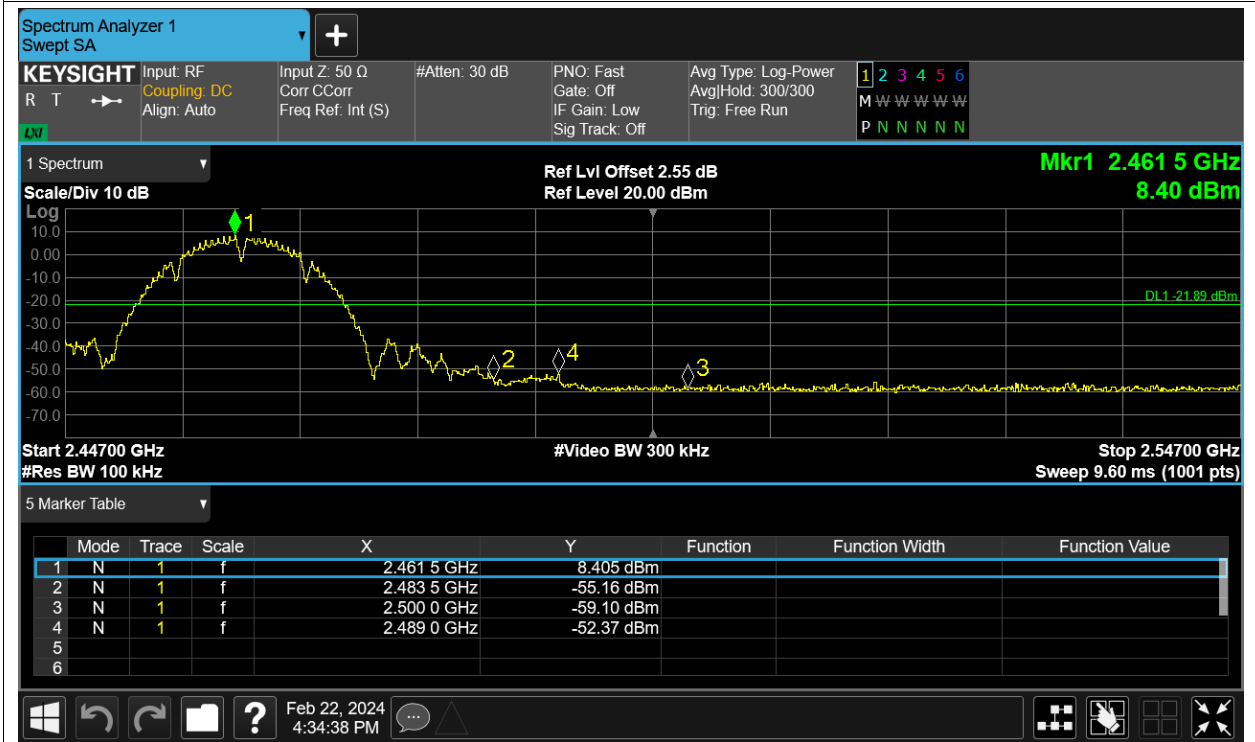 Spectrum Analyzer 1
Swept SA
+
KEYSIGHT
R T
LXI
Input: RF
Coupling: DC
Align: Auto
Input Z: 50 Ω
Corr CCorr
Freq Ref: Int (S)
#Atten: 30 dB
PNO: Fast
Gate: Off
IF Gain: Low
Sig Track: Off
Avg Type: Log-Power
Avg|Hold: 300/300
Trig: Free Run
1 2 3 4 5 6
M W W W W W
P N N N N N
1 Spectrum
Scale/Div 10 dB
Ref Lvl Offset 2.55 dB
Ref Level 20.00 dBm
Mkr1 2.461 5 GHz
8.40 dBm
Log
10.0
0.00
-10.0
-20.0
-30.0
-40.0
-50.0
-60.0
-70.0
1
2
4
3
DL1 -21.89 dBm
Start 2.44700 GHz
#Res BW 100 kHz
#Video BW 300 kHz
Stop 2.54700 GHz
Sweep 9.60 ms (1001 pts)
5 Marker Table
Mode Trace Scale X Y Function Function Width Function Value
1 N 1 f 2.461 5 GHz 8.405 dBm
2 N 1 f 2.483 5 GHz -55.16 dBm
3 N 1 f 2.500 0 GHz -59.10 dBm
4 N 1 f 2.489 0 GHz -52.37 dBm
5
6
?
Feb 22, 2024
4:34:38 PM